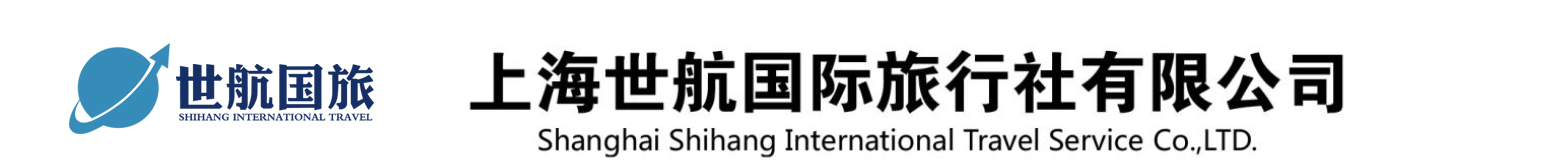 世航国旅
SHIHANG INTERNATIONAL TRAVEL
上海世航国际旅行社有限公司
Shanghai Shihang International Travel Service Co.,LTD.